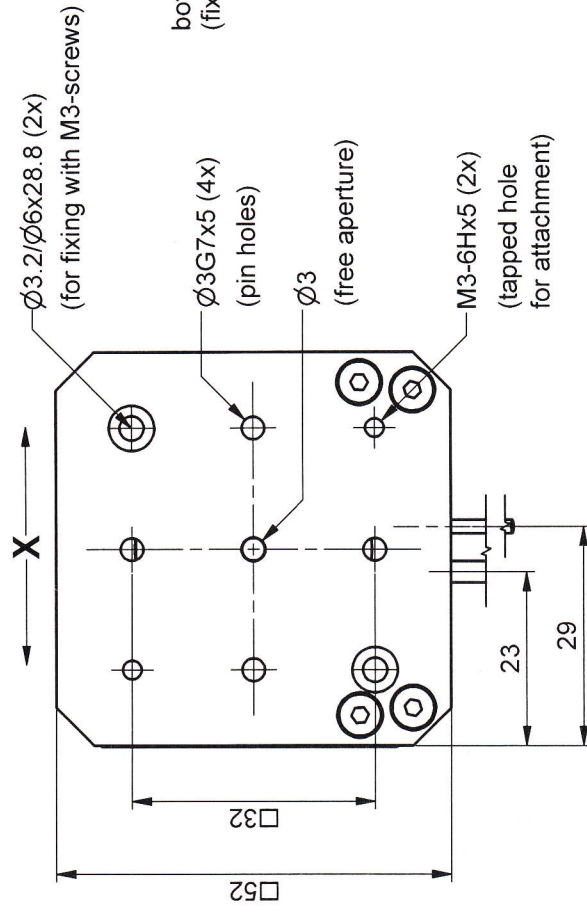 Ø3.2/Ø6x28.8 (2x)
(for fixing with M3-screws)
bot
(fix
X
Ø3G7x5 (4x)
(pin holes)
Ø3
(free aperture)
M3-6Hx5 (2x)
(tapped hole
for attachment)
□32
□52
23
29